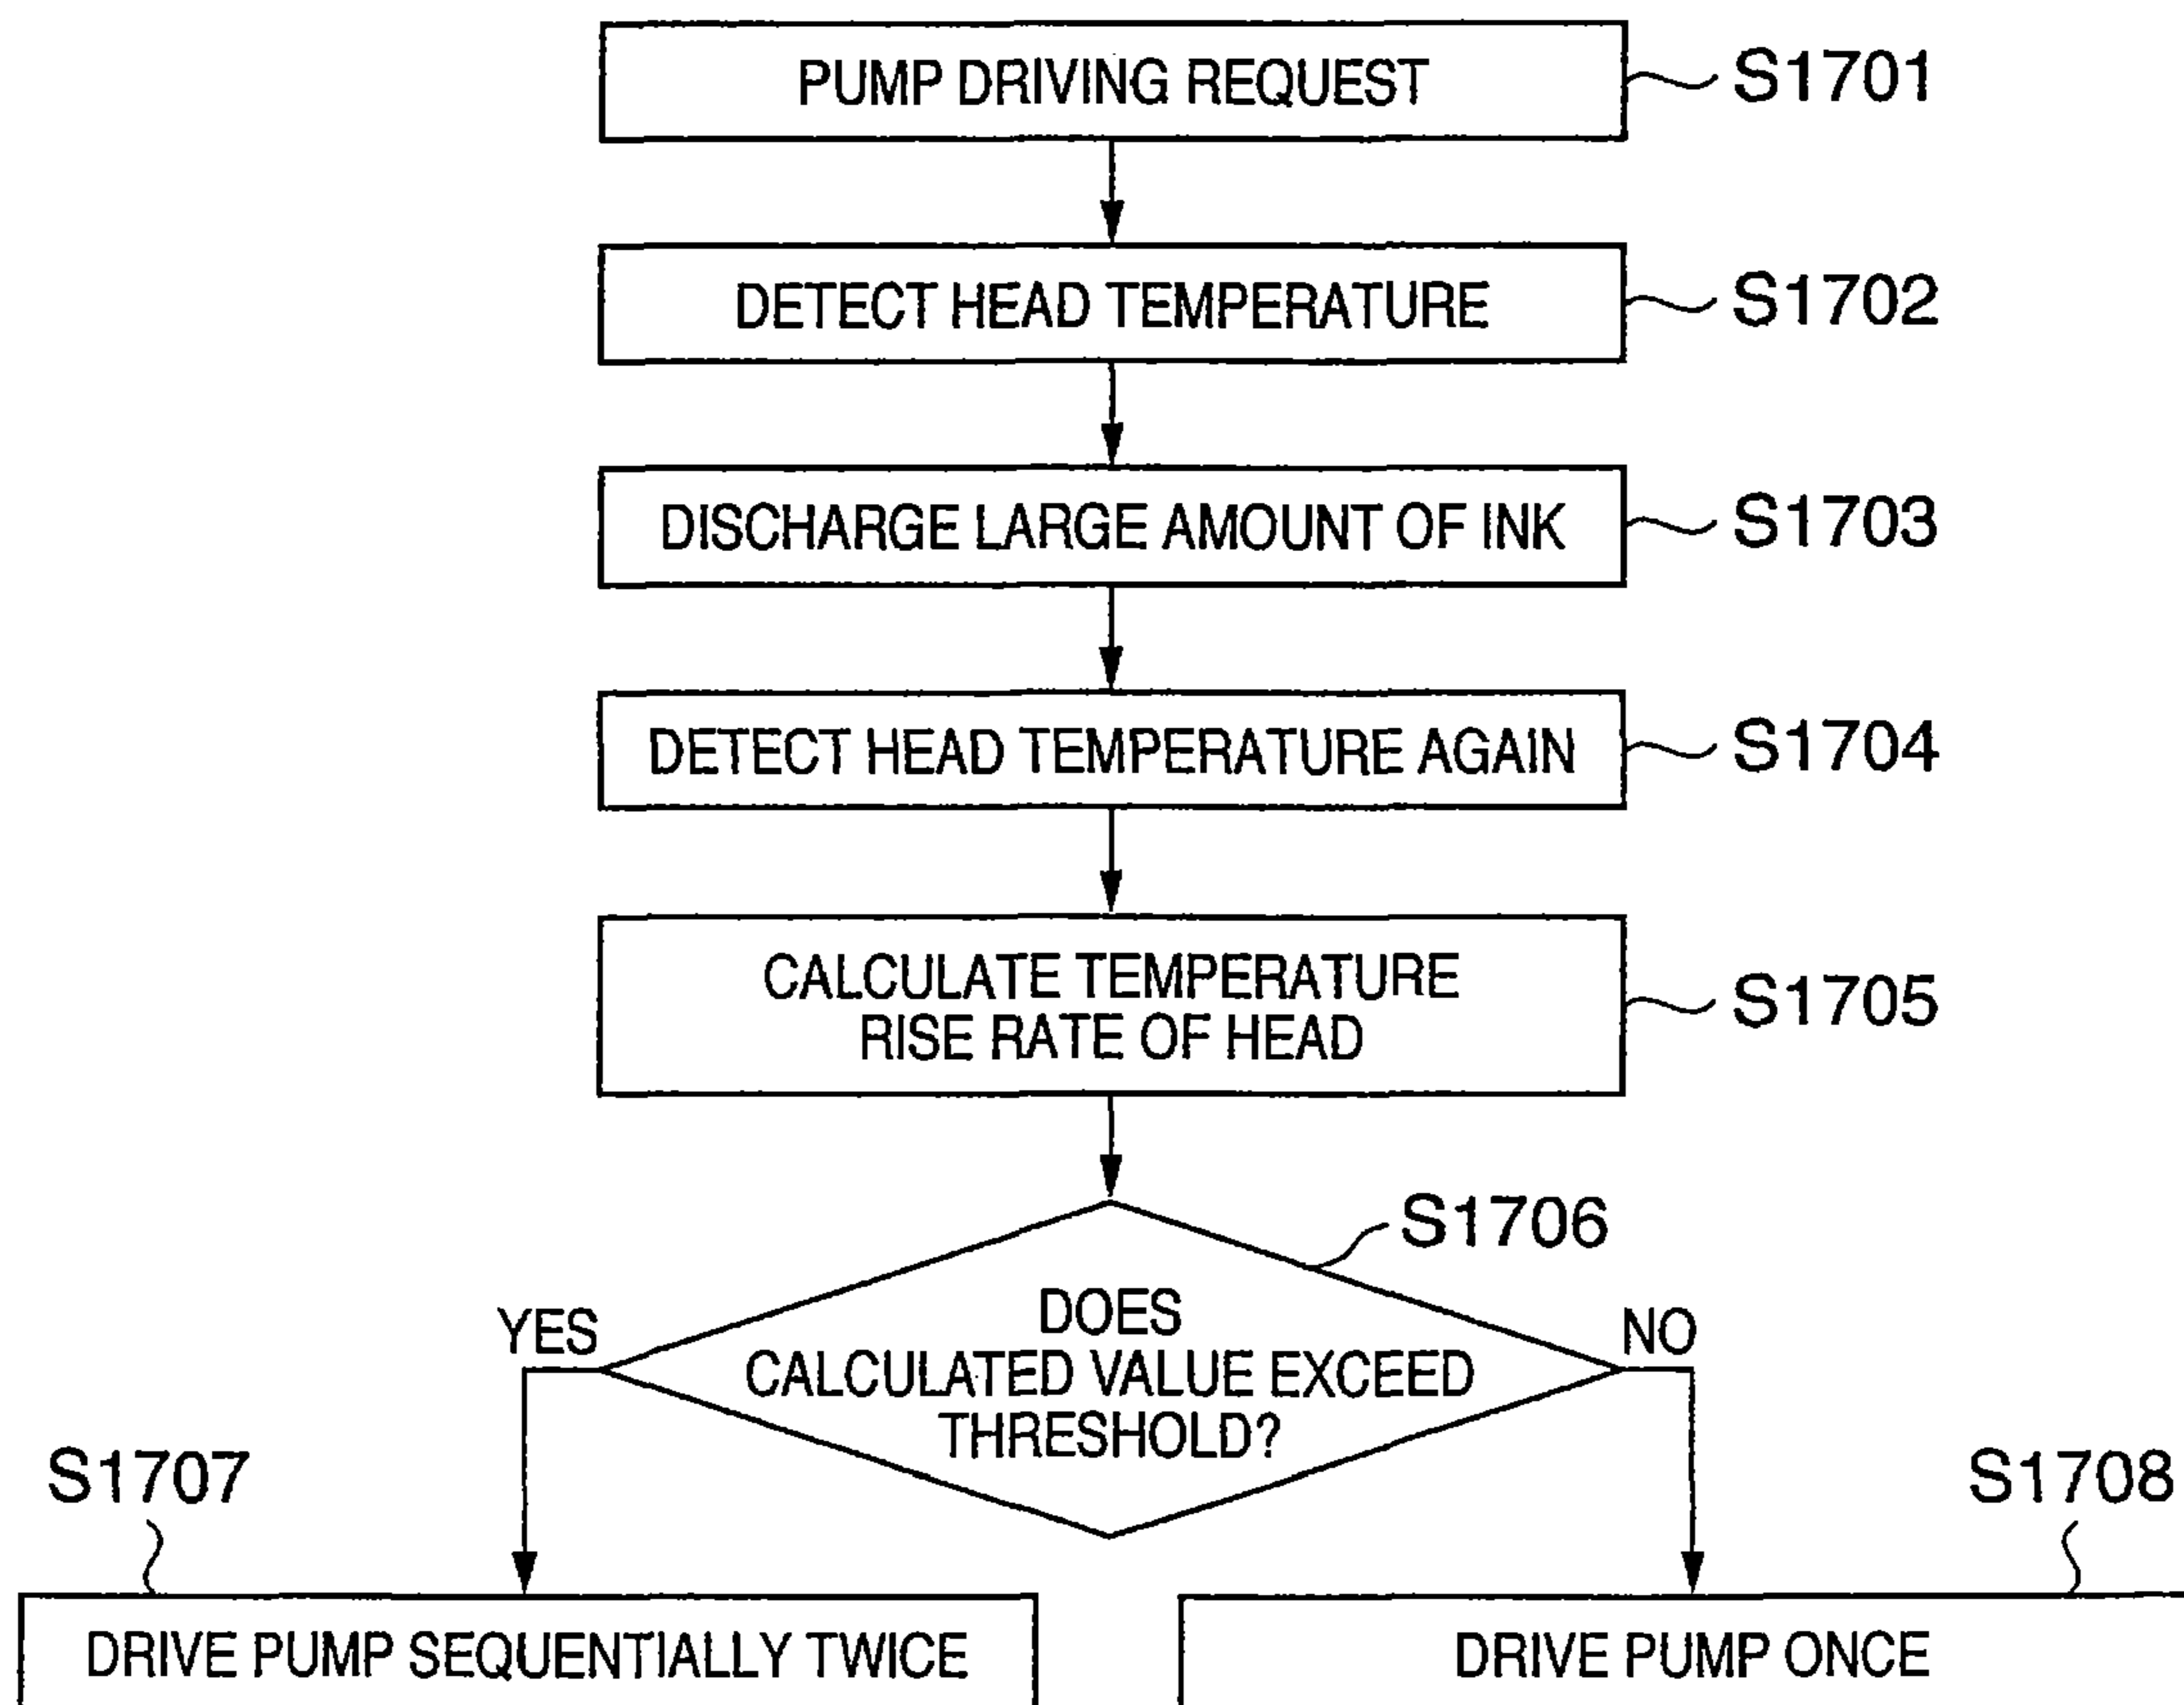 PUMP DRIVING REQUEST
S1701
DETECT HEAD TEMPERATURE
S1702
DISCHARGE LARGE AMOUNT OF INK
S1703
DETECT HEAD TEMPERATURE AGAIN
S1704
CALCULATE TEMPERATURE
RISE RATE OF HEAD
S1705
S1706
DOES
CALCULATED VALUE EXCEED
THRESHOLD?
YES
NO
S1707
DRIVE PUMP SEQUENTIALLY TWICE
S1708
DRIVE PUMP ONCE